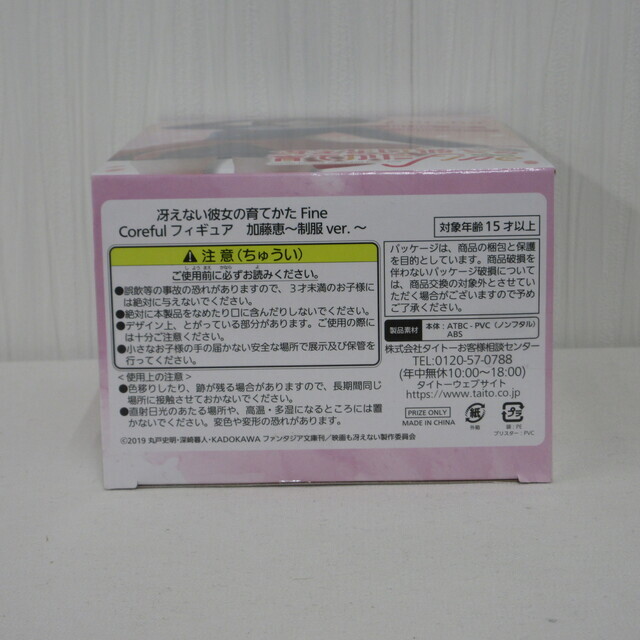 冴えない彼女の育てかた Fine
Coreful フィギュア 加藤恵〜制服 ver.〜
対象年齢15才以上
注意(ちゅうい)
ご使用前に必ずお読みください。
●誤飲等の事故の恐れがありますので、3才未満のお子様に
は絶対に与えないでください。
●絶対に本製品をなめたり口に含んだりしないでください。
●デザイン上、とがっている部分があります。ご使用の際に
は十分ご注意ください。
●小さなお子様の手の届かない安全な場所で展示及び保管を
行ってください。
<使用上の注意>
●色移りしたり、跡が残る場合がありますので、長期間同じ
場所に接触させておかないでください。
●直射日光のあたる場所や、高温・多湿になるところには置
かないでください。変色や変形の恐れがあります。
©2019 丸戸史明・深崎暮人・KADOKAWA ファンタジア文庫刊/映画も冴えない製作委員会
パッケージは、商品の梱包と保護
を目的としています。商品破損を
伴わないパッケージ破損について
は、商品交換の対象外とさせてい
ただく場合がございますので予め
ご了承ください。
製品素材
本体:ATBC-PVC(ノンフタル)
ABS
株式会社タイトーお客様相談センター
TEL:0120-57-0788
(年中無休10:00〜18:00)
タイトーウェブサイト
https://www.taito.co.jp
PRIZE ONLY
MADE IN CHINA
紙
外箱
プラ
袋:PE
ブリスター:PVC